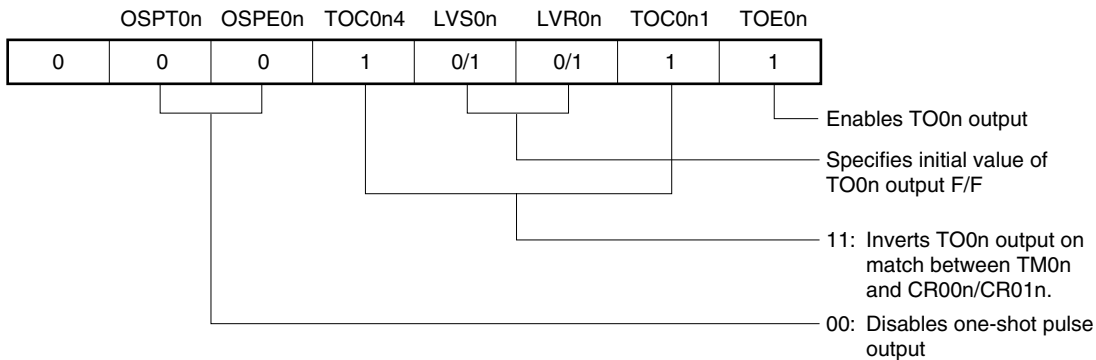 OSPT0n OSPE0n TOC0n4 LVS0n LVR0n TOC0n1 TOE0n
0 0 0 1 0/1 0/1 1 1
Enables TO0n output
Specifies initial value of
TO0n output F/F
11: Inverts TO0n output on
match between TM0n
and CR00n/CR01n.
00: Disables one-shot pulse
output